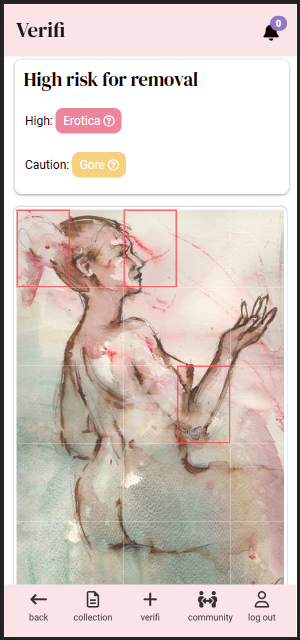 Verifi
0
High risk for removal
High: Erotica ?
Caution: Gore ?
back
collection
verifi
community
log out